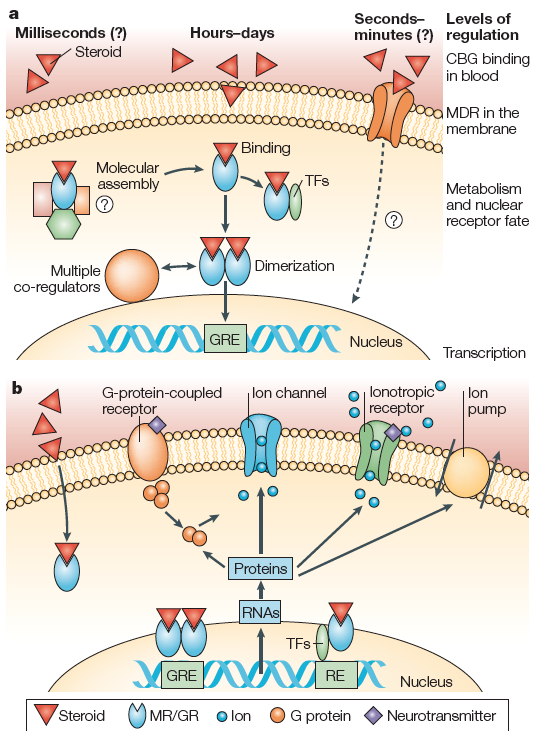 a
Milliseconds (?)
Hours–days
Seconds–
minutes (?)
Levels of
regulation
Steroid
CBG binding
in blood
MDR in the
membrane
Binding
Molecular
assembly
?
TFs
Metabolism
and nuclear
receptor fate
?
Multiple
co-regulators
Dimerization
GRE
Nucleus
Transcription
b
G-protein-coupled
receptor
Ion channel
Ionotropic
receptor
Ion
pump
Proteins
RNAs
TFs
GRE
RE
Nucleus
Steroid
MR/GR
Ion
G protein
Neurotransmitter